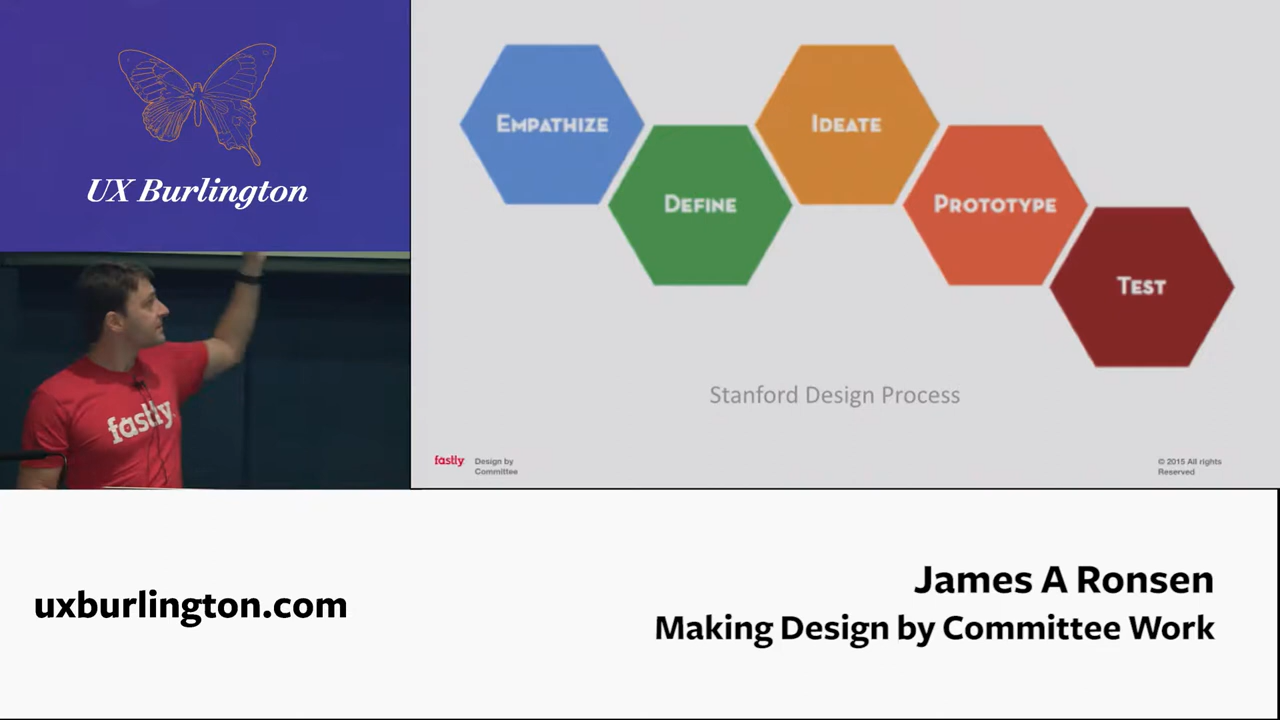 UX Burlington
fastly
EMPATHIZE
DEFINE
IDEATE
PROTOTYPE
TEST
Stanford Design Process
fastly
Design by
Committee
© 2015 All rights
Reserved
uxburlington.com
James A Ronsen
Making Design by Committee Work